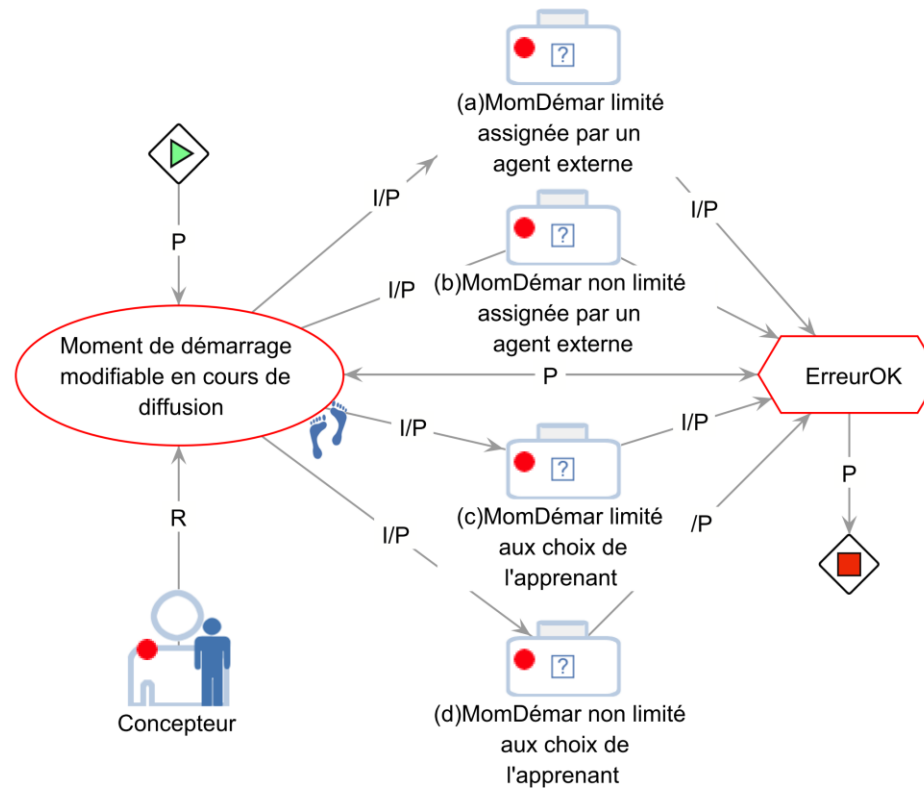 ?
(a)MomDémar limité
assignée par un
agent externe
I/P
I/P
P
?
(b)MomDémar non limité
assignée par un
agent externe
I/P
Moment de démarrage
modifiable en cours de
diffusion
P
ErreurOK
I/P
I/P
?
(c)MomDémar limité
aux choix de
l'apprenant
P
R
I/P
/P
?
(d)MomDémar non limité
aux choix de
l'apprenant
Concepteur